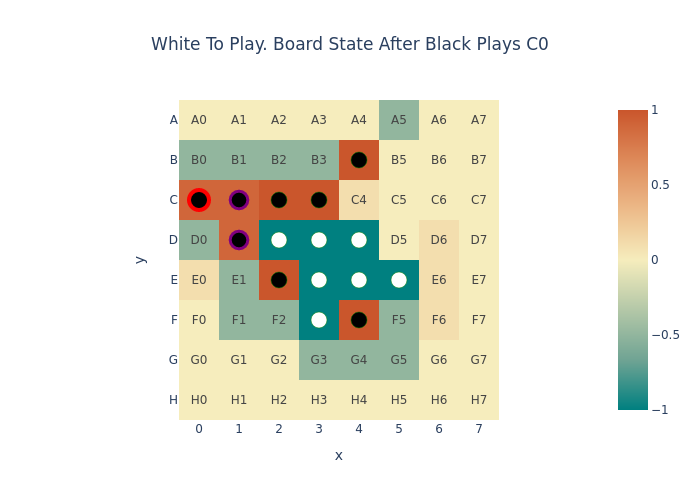 White To Play. Board State After Black Plays C0
A A0 A1 A2 A3 A4 A5 A6 A7 1
B B0 B1 B2 B3 B5 B6 B7
0.5
C C4 C5 C6 C7
D D0 D5 D6 D7 0
y
E E0 E1 E6 E7
F F0 F1 F2 F5 F6 F7 −0.5
G G0 G1 G2 G3 G4 G5 G6 G7
H H0 H1 H2 H3 H4 H5 H6 H7 −1
0 1 2 3 4 5 6 7
x